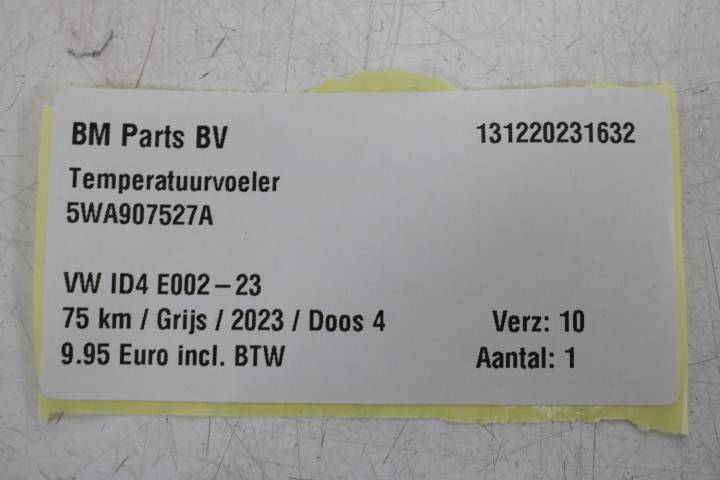 BM Parts BV 131220231632
Temperatuurvoeler
5WA907527A
VW ID4 E002-23
75 km / Grijs / 2023 / Doos 4 Verz: 10
9.95 Euro incl. BTW Aantal: 1